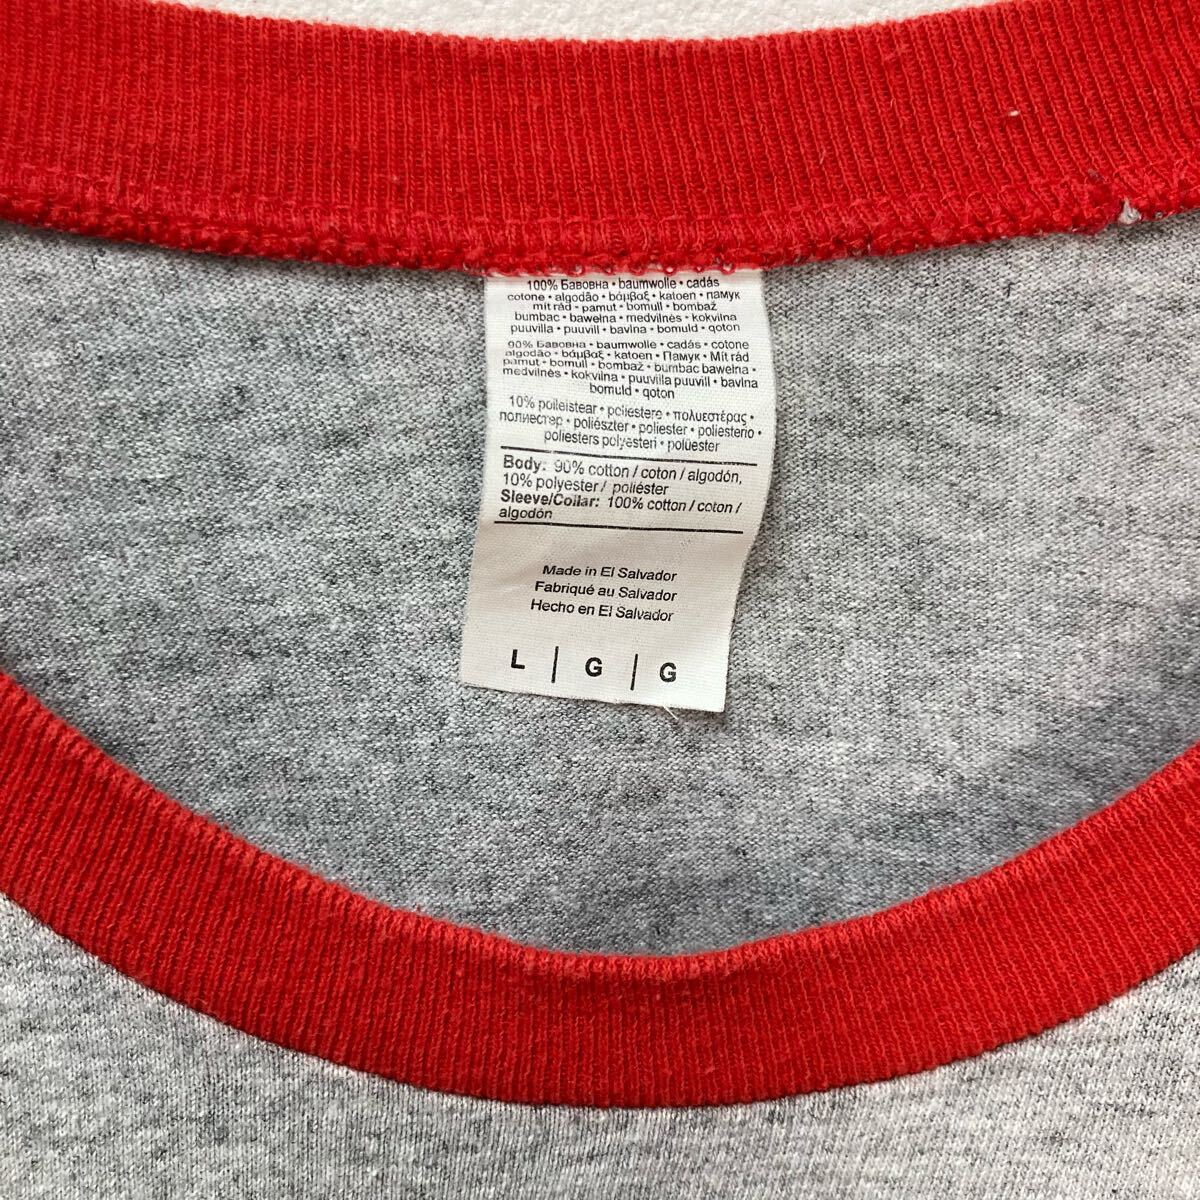 100% Бавовна • baumwolle • cadás
cotone • algodão • βάμβαξ • katoen • памук
mit rád • pamut • bomull • bombaž
bumbac • bawełna • medvilnės • kokvilna
puuvilla • puuvill • bavlna • bomuld • qoton
90% Бавовна • baumwolle • cadás • cotone
algodão • βάμβαξ • katoen • Памук • Mít rád
pamut • bomull • bombaž • bumbac bawełna •
medvilnės • kokvilna • puuvilla puuvill • bavlna
bomuld • qoton
10% poileistear • poliestere • πολυεστέρας •
полиестер • poliészter • poliester • poliesterio •
poliesters polyesteri • polüester
Body: 90% cotton / coton / algodón,
10% polyester / poliéster
Sleeve/Collar: 100% cotton / coton /
algodón
Made in El Salvador
Fabriqué au Salvador
Hecho en El Salvador
L | G | G